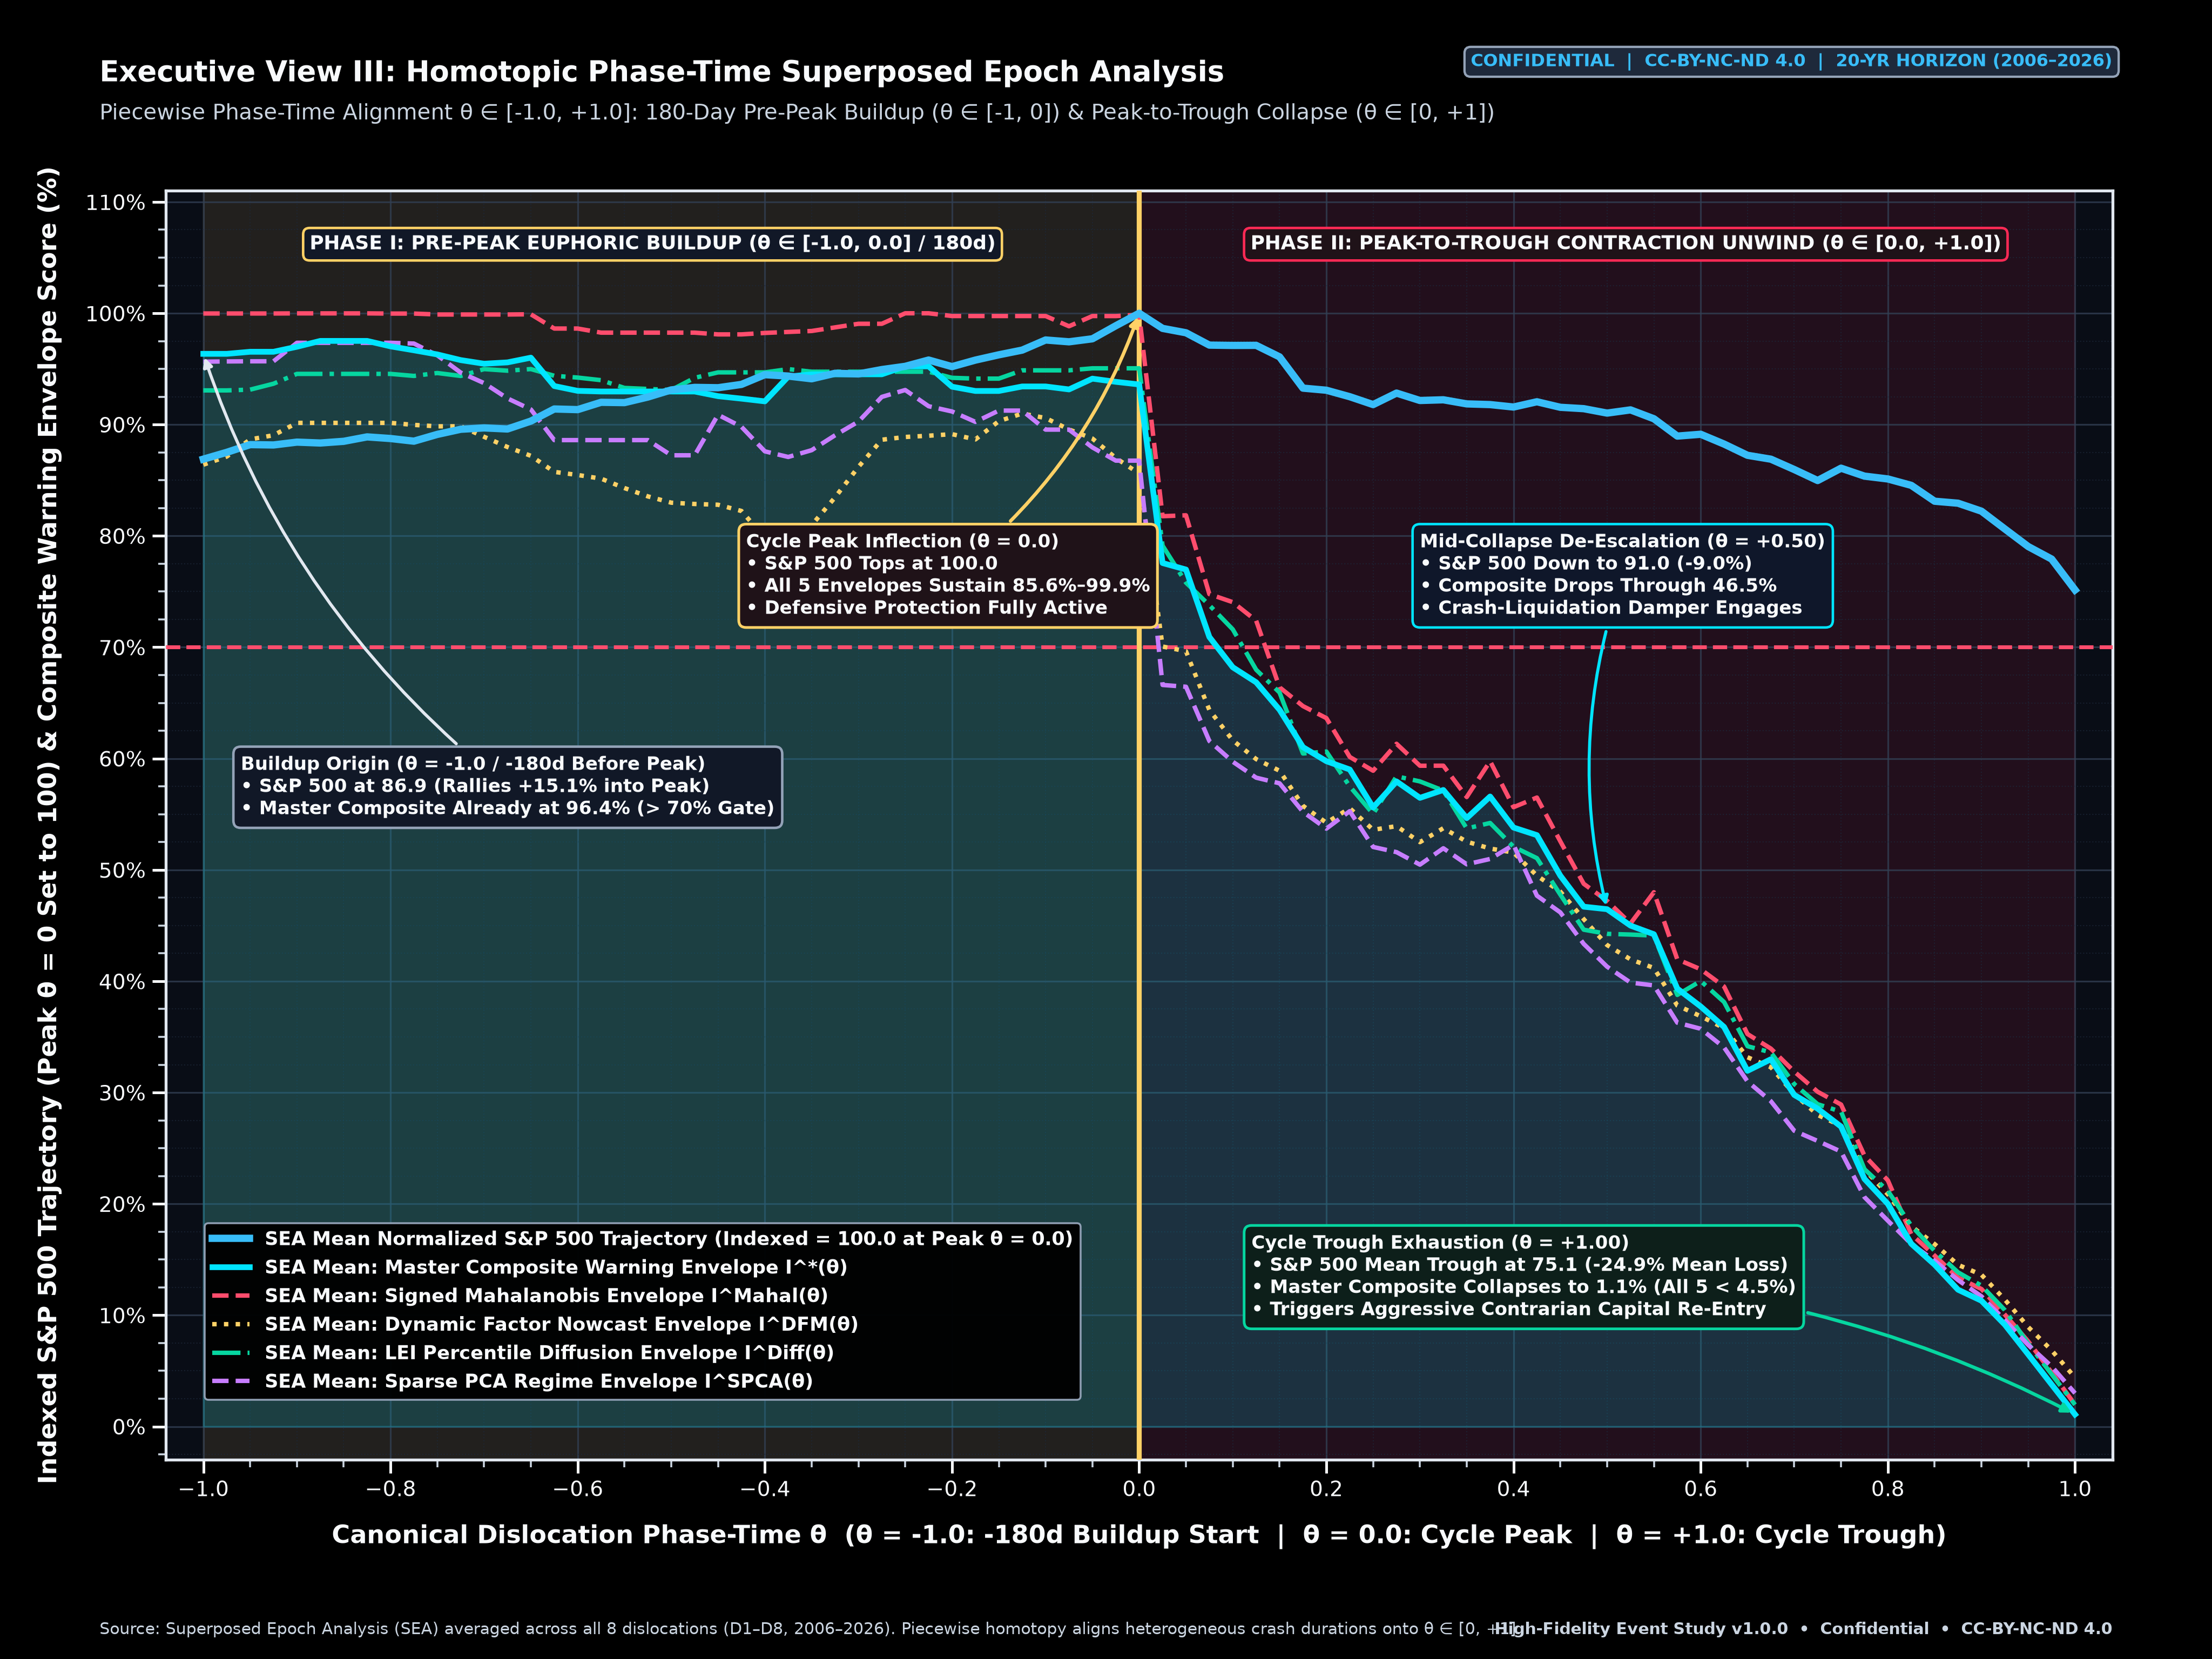 Executive View III: Homotopic Phase-Time Superposed Epoch Analysis
CONFIDENTIAL | CC-BY-NC-ND 4.0 | 20-YR HORIZON (2006–2026)
Piecewise Phase-Time Alignment θ ∈ [-1.0, +1.0]: 180-Day Pre-Peak Buildup (θ ∈ [-1, 0]) & Peak-to-Trough Collapse (θ ∈ [0, +1])
Indexed S&P 500 Trajectory (Peak θ = 0 Set to 100) & Composite Warning Envelope Score (%)
110%
100%
90%
80%
70%
60%
50%
40%
30%
20%
10%
0%
PHASE I: PRE-PEAK EUPHORIC BUILDUP (θ ∈ [-1.0, 0.0] / 180d)
PHASE II: PEAK-TO-TROUGH CONTRACTION UNWIND (θ ∈ [0.0, +1.0])
Cycle Peak Inflection (θ = 0.0)
• S&P 500 Tops at 100.0
• All 5 Envelopes Sustain 85.6%–99.9%
• Defensive Protection Fully Active
Mid-Collapse De-Escalation (θ = +0.50)
• S&P 500 Down to 91.0 (-9.0%)
• Composite Drops Through 46.5%
• Crash-Liquidation Damper Engages
Buildup Origin (θ = -1.0 / -180d Before Peak)
• S&P 500 at 86.9 (Rallies +15.1% into Peak)
• Master Composite Already at 96.4% (> 70% Gate)
SEA Mean Normalized S&P 500 Trajectory (Indexed = 100.0 at Peak θ = 0.0)
SEA Mean: Master Composite Warning Envelope I^*(θ)
SEA Mean: Signed Mahalanobis Envelope I^Mahal(θ)
SEA Mean: Dynamic Factor Nowcast Envelope I^DFM(θ)
SEA Mean: LEI Percentile Diffusion Envelope I^Diff(θ)
SEA Mean: Sparse PCA Regime Envelope I^SPCA(θ)
Cycle Trough Exhaustion (θ = +1.00)
• S&P 500 Mean Trough at 75.1 (-24.9% Mean Loss)
• Master Composite Collapses to 1.1% (All 5 < 4.5%)
• Triggers Aggressive Contrarian Capital Re-Entry
−1.0 −0.8 −0.6 −0.4 −0.2 0.0 0.2 0.4 0.6 0.8 1.0
Canonical Dislocation Phase-Time θ (θ = -1.0: -180d Buildup Start | θ = 0.0: Cycle Peak | θ = +1.0: Cycle Trough)
Source: Superposed Epoch Analysis (SEA) averaged across all 8 dislocations (D1–D8, 2006–2026). Piecewise homotopy aligns heterogeneous crash durations onto θ ∈ [0, +1].
High-Fidelity Event Study v1.0.0 • Confidential • CC-BY-NC-ND 4.0